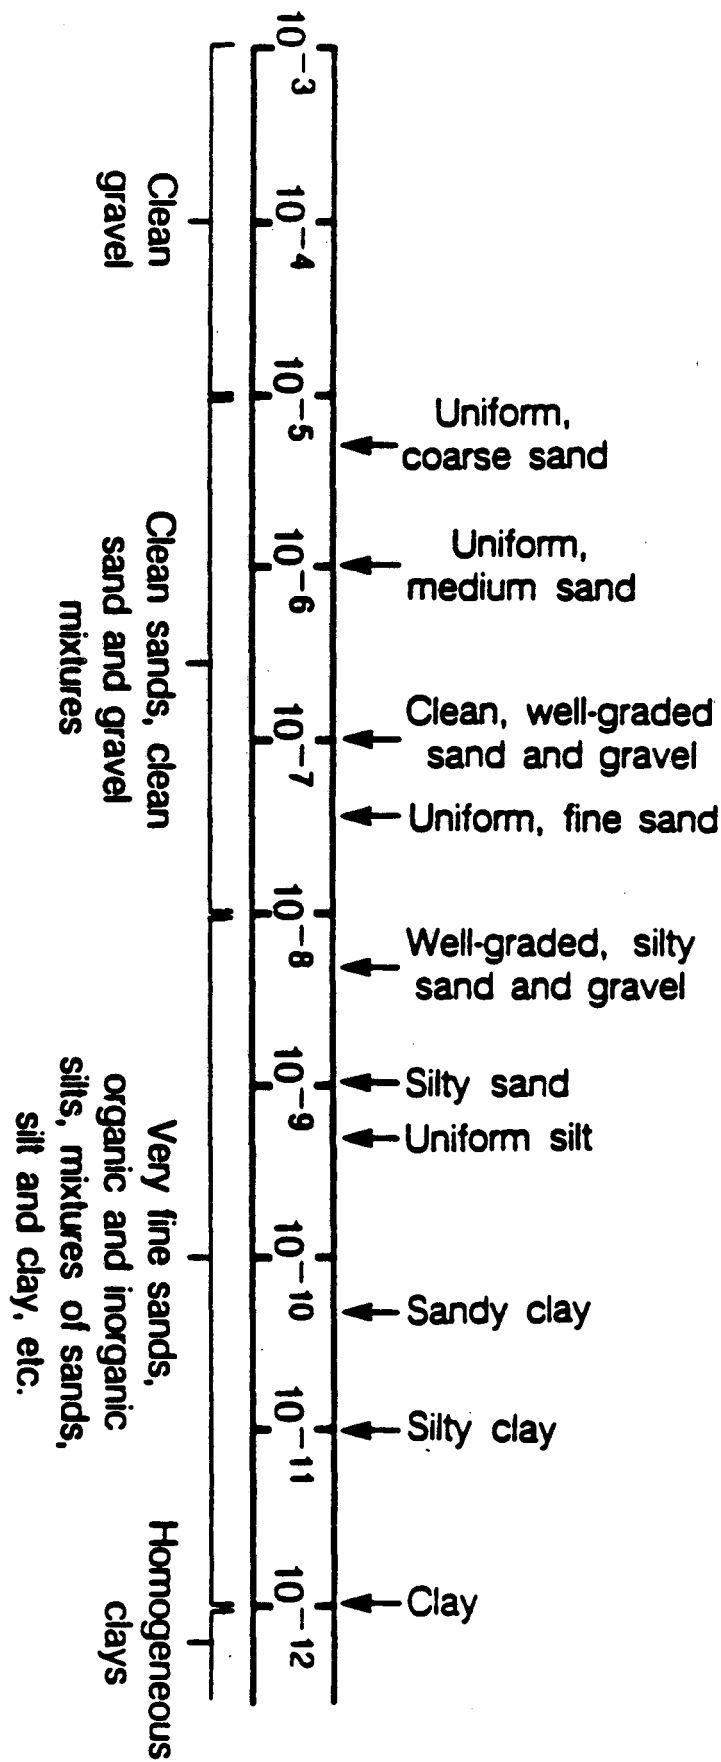 10−3
10−4
10−5
10−6
10−7
10−8
10−9
10−10
10−11
10−12
Clean
gravel
Clean sands, clean
sand and gravel
mixtures
Very fine sands,
organic and inorganic
silts, mixtures of sands,
silt and clay, etc.
Homogeneous
clays
Uniform,
coarse sand
Uniform,
medium sand
Clean, well-graded
sand and gravel
Uniform, fine sand
Well-graded, silty
sand and gravel
Silty sand
Uniform silt
Sandy clay
Silty clay
Clay